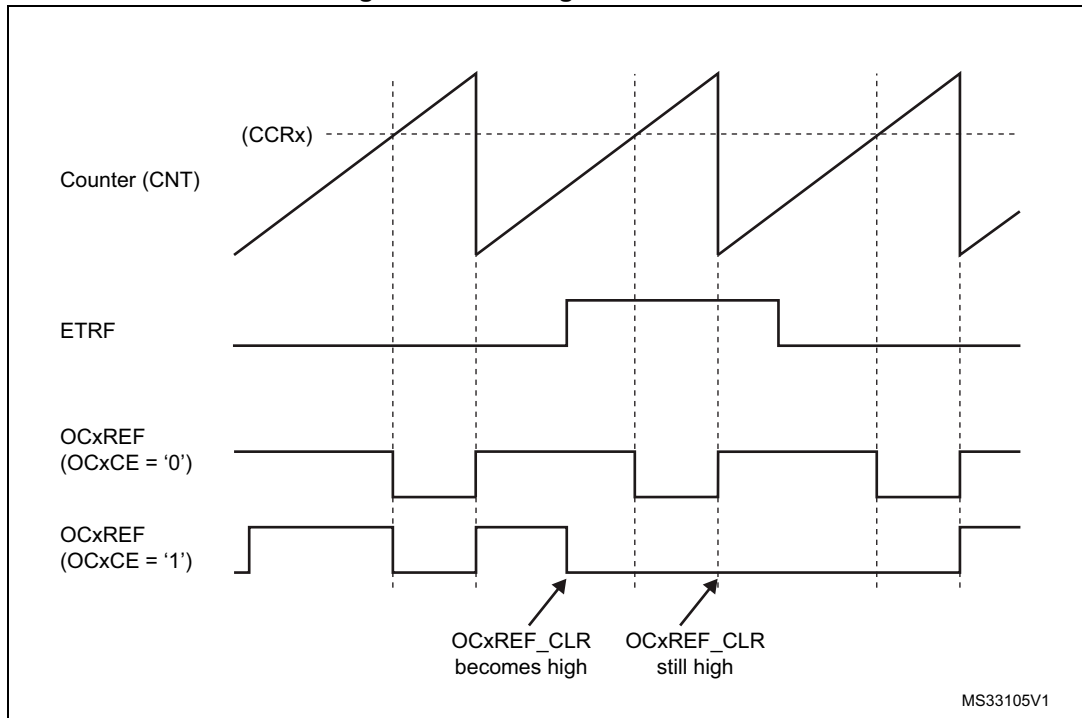 (CCRx)
Counter (CNT)
ETRF
OCxREF
(OCxCE = ‘0’)
OCxREF
(OCxCE = ‘1’)
OCxREF_CLR
becomes high
OCxREF_CLR
still high
MS33105V1